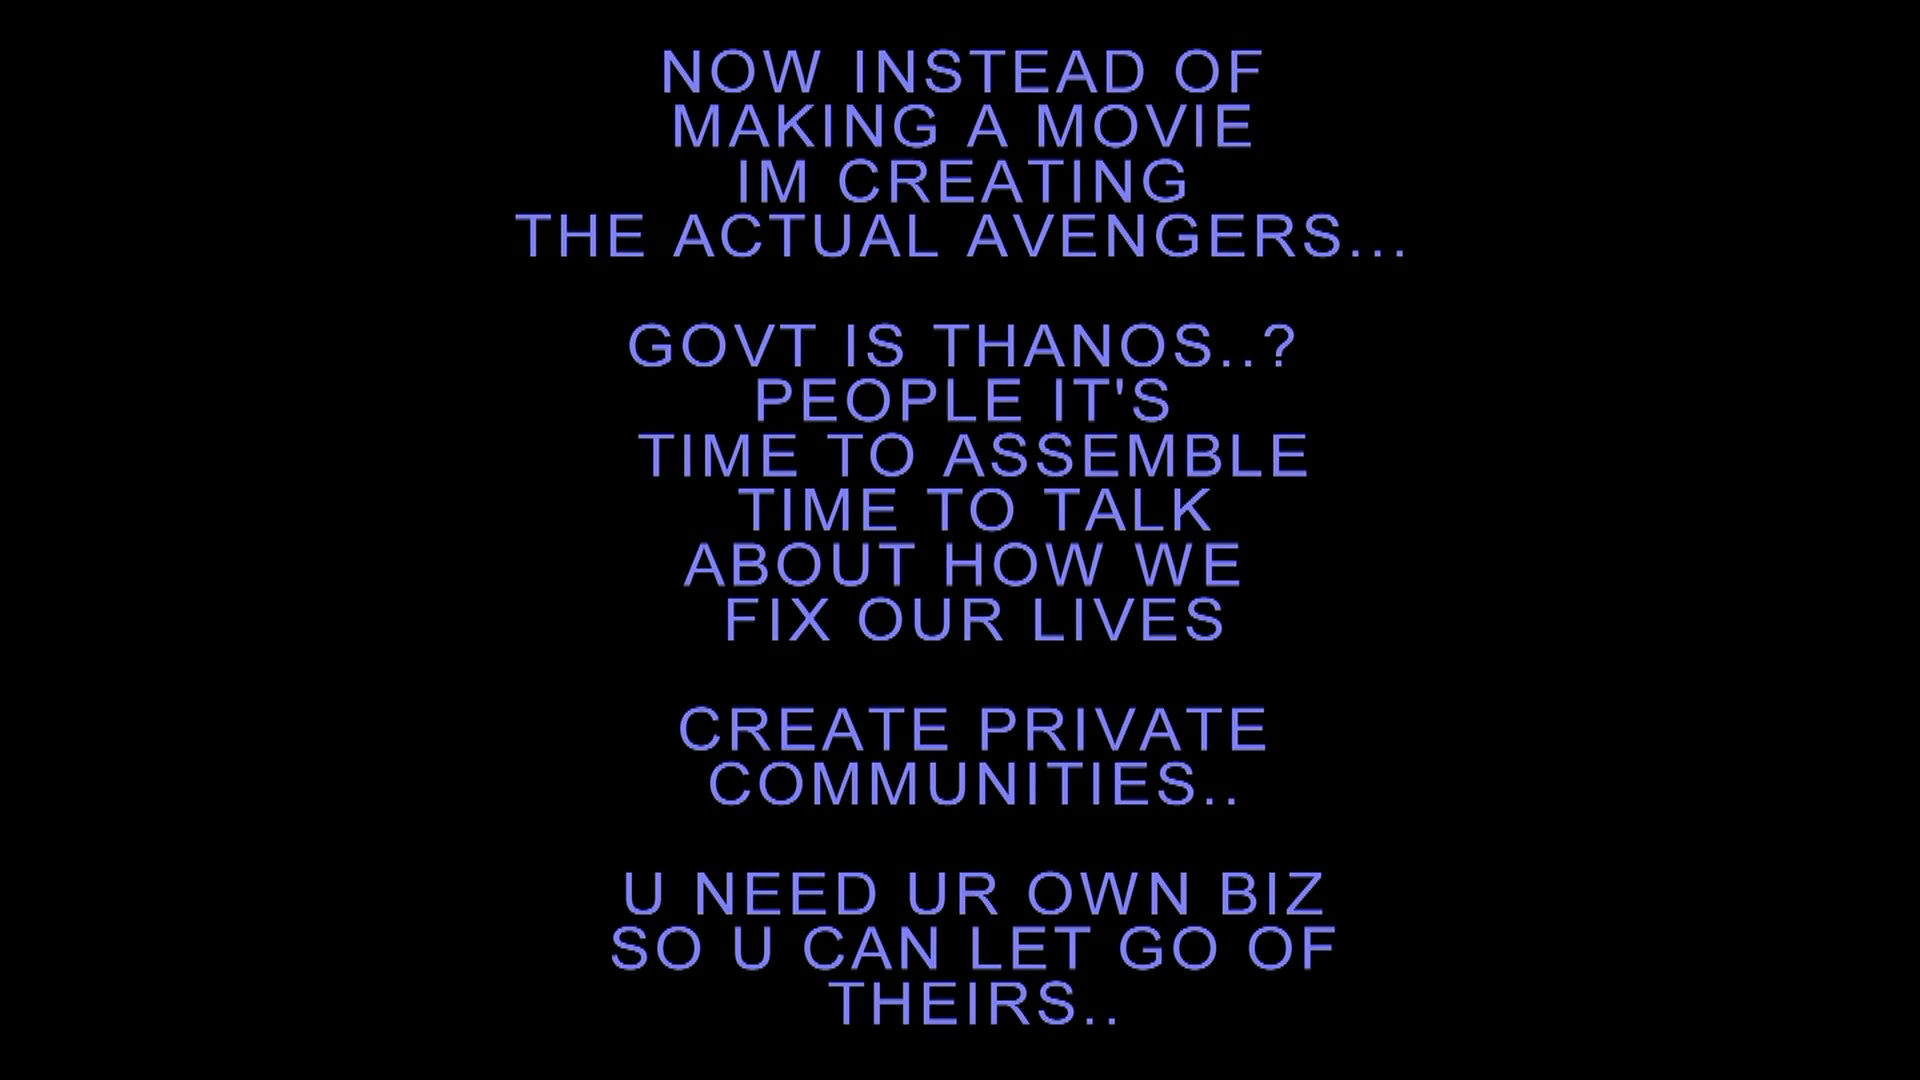 NOW INSTEAD OF
MAKING A MOVIE
IM CREATING
THE ACTUAL AVENGERS...
GOVT IS THANOS..?
PEOPLE IT'S
TIME TO ASSEMBLE
TIME TO TALK
ABOUT HOW WE
FIX OUR LIVES
CREATE PRIVATE
COMMUNITIES..
U NEED UR OWN BIZ
SO U CAN LET GO OF
THEIRS..